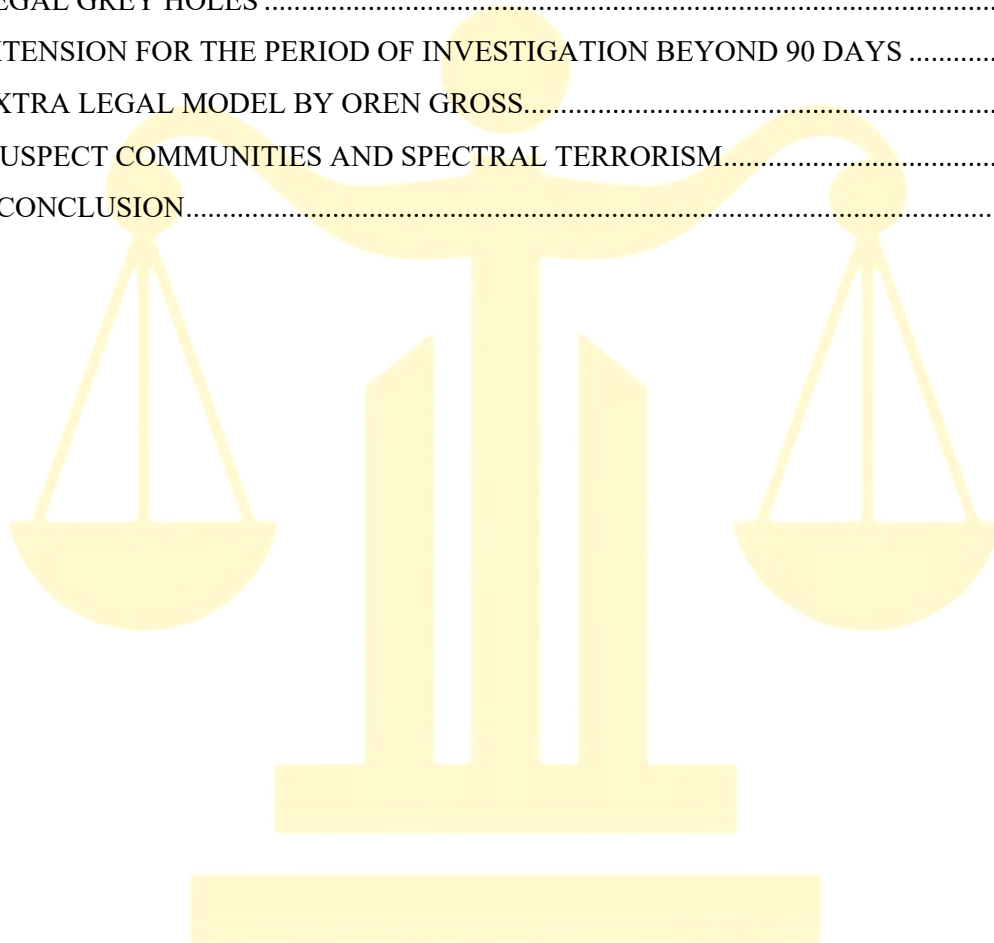 EGAL GREY HOLES ..........................................................................................
XTENSION FOR THE PERIOD OF INVESTIGATION BEYOND 90 DAYS ...........
XTRA LEGAL MODEL BY OREN GROSS...........................................................
USPECT COMMUNITIES AND SPECTRAL TERRORISM..................................
CONCLUSION....................................................................................................